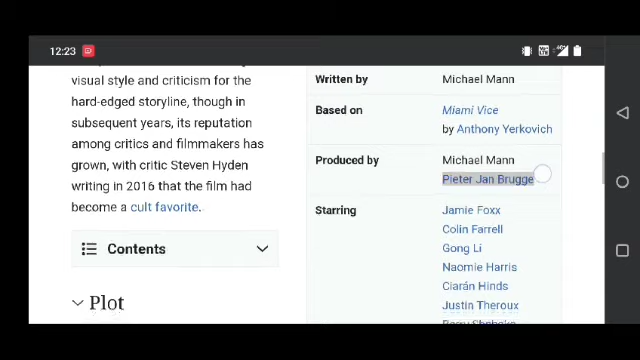 12:23
visual style and criticism for the
hard-edged storyline, though in
subsequent years, its reputation
among critics and filmmakers has
grown, with critic Steven Hyden
writing in 2016 that the film had
become a cult favorite.
Contents
Plot
Written by Michael Mann
Based on Miami Vice
by Anthony Yerkovich
Produced by Michael Mann
Pieter Jan Brugge
Starring Jamie Foxx
Colin Farrell
Gong Li
Naomie Harris
Ciarán Hinds
Justin Theroux